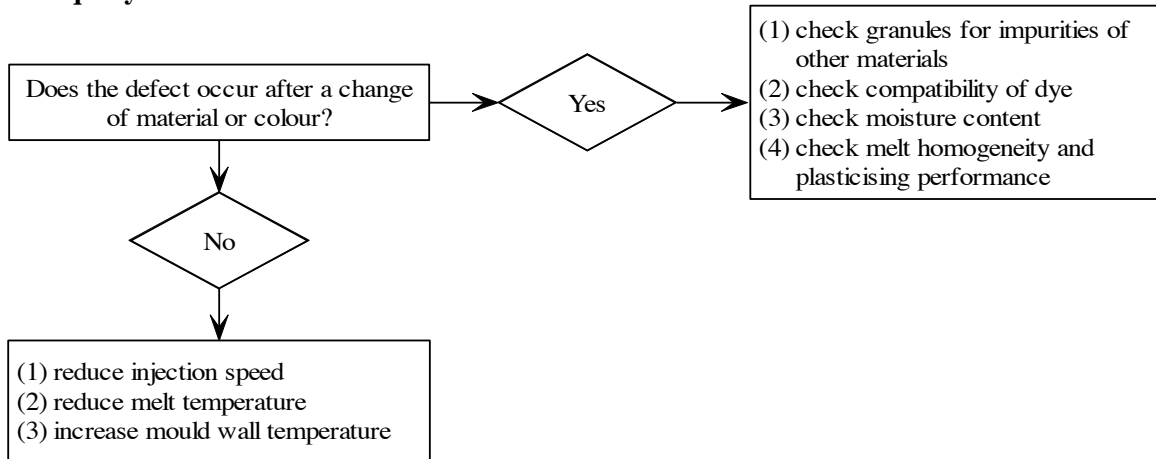 Does the defect occur after a change
of material or colour?
Yes
(1) check granules for impurities of
other materials
(2) check compatibility of dye
(3) check moisture content
(4) check melt homogeneity and
plasticising performance
No
(1) reduce injection speed
(2) reduce melt temperature
(3) increase mould wall temperature